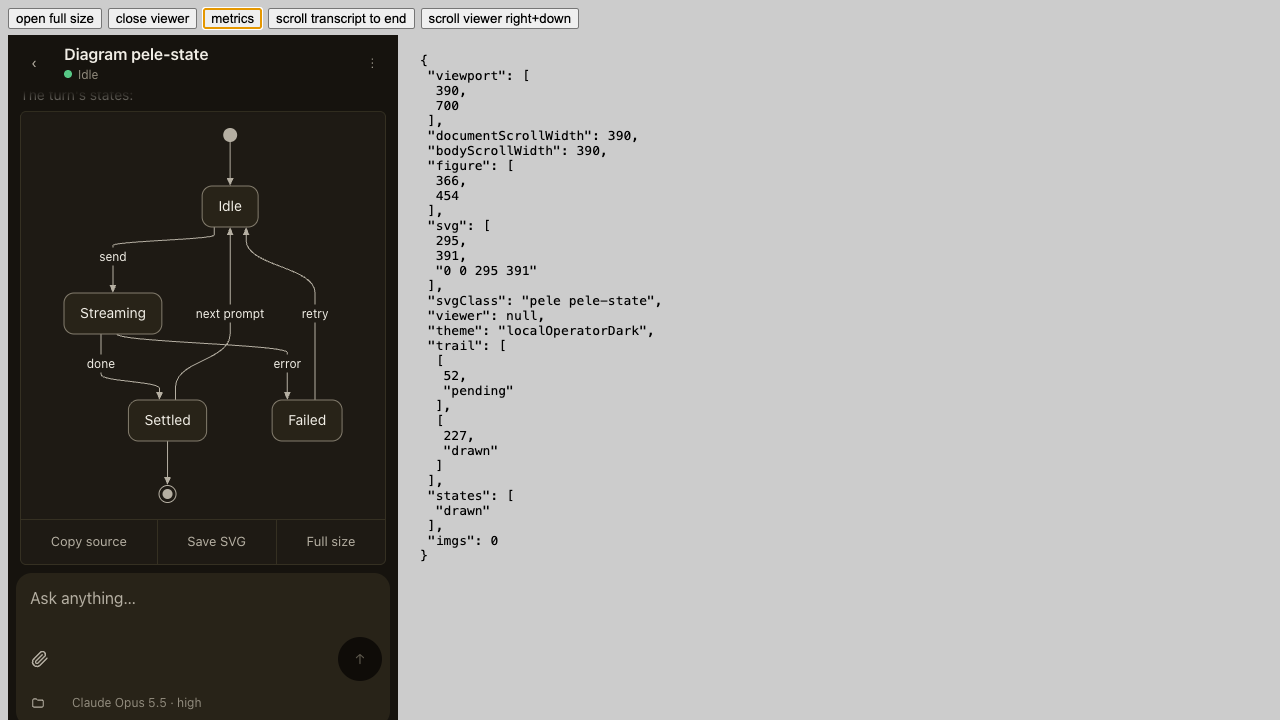 open full size
close viewer
metrics
scroll transcript to end
scroll viewer right+down
‹
Diagram pele-state
Idle
⋮
The turn's states:
Idle
send
Streaming
next prompt
retry
done
error
Settled
Failed
Copy source
Save SVG
Full size
Ask anything...
↑
Claude Opus 5.5 · high
{
"viewport": [
390,
700
],
"documentScrollWidth": 390,
"bodyScrollWidth": 390,
"figure": [
366,
454
],
"svg": [
295,
391,
"0 0 295 391"
],
"svgClass": "pele pele-state",
"viewer": null,
"theme": "localOperatorDark",
"trail": [
[
52,
"pending"
],
[
227,
"drawn"
]
],
"states": [
"drawn"
],
"imgs": 0
}